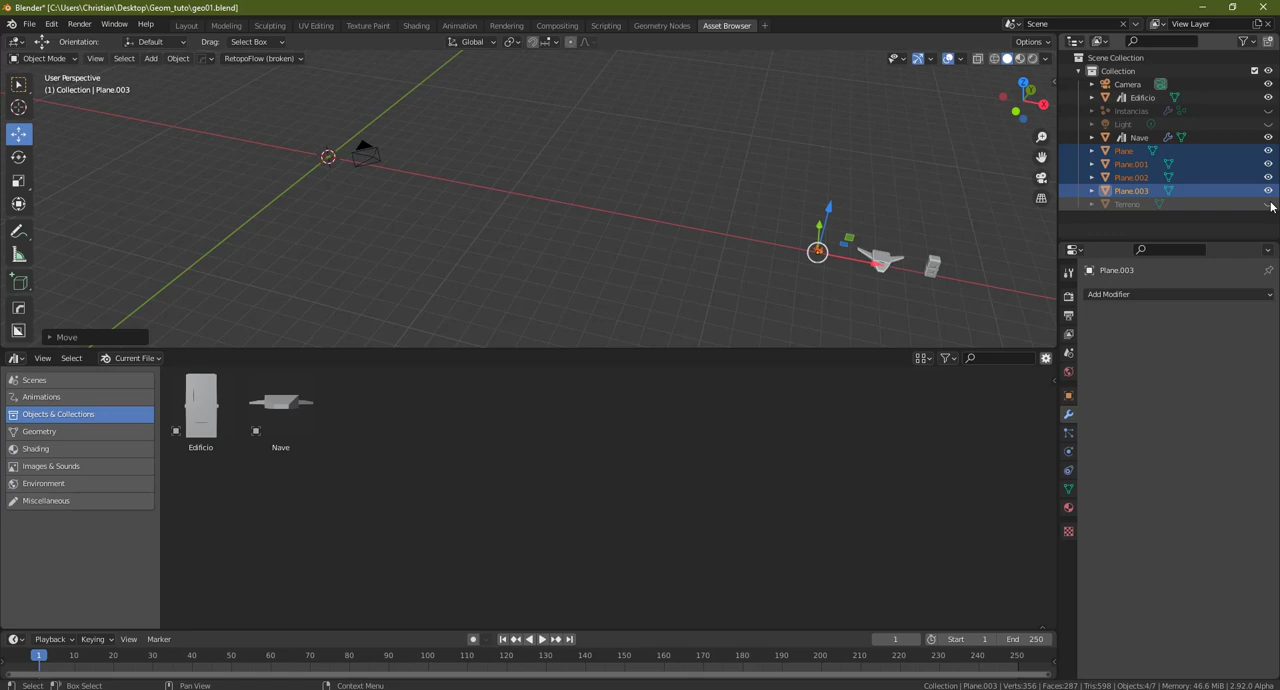 Blender* [C:\Users\Christian\Desktop\Geom_tuto\geo01.blend]
File Edit Render Window Help Layout Modeling Sculpting UV Editing Texture Paint Shading Animation Rendering Compositing Scripting Geometry Nodes Asset Browser + Scene View Layer
Orientation: Default Drag: Select Box Global Options
Object Mode View Select Add Object RetopoFlow (broken)
User Perspective
(1) Collection | Plane.003
Z
Y
X
Move
Scene Collection
Collection
Camera
Edificio
Instancias
Light
Nave
Plane
Plane.001
Plane.002
Plane.003
Terreno
Plane.003
Add Modifier
View Select Current File
Scenes
Animations
Objects & Collections
Geometry
Shading
Images & Sounds
Environment
Miscellaneous
Edificio
Nave
Playback Keying View Marker 1 Start 1 End 250
1 10 20 30 40 50 60 70 80 90 100 110 120 130 140 150 160 170 180 190 200 210 220 230 240 250
Select Box Select Pan View Context Menu Collection | Plane.003 | Verts:356 | Faces:287 | Tris:598 | Objects:4/7 | Memory: 46.6 MiB | 2.92.0 Alpha